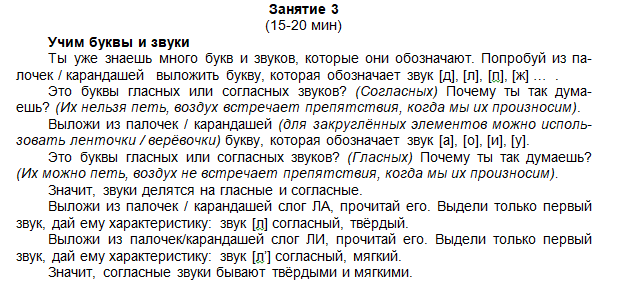 Занятие 3
(15-20 мин)
Учим буквы и звуки
Ты уже знаешь много букв и звуков, которые они обозначают. Попробуй из па-
лочек / карандашей выложить букву, которая обозначает звук [д], [л], [п], [ж] ... .
Это буквы гласных или согласных звуков? (Согласных) Почему ты так дума-
ешь? (Их нельзя петь, воздух встречает препятствия, когда мы их произносим).
Выложи из палочек / карандашей (для закруглённых элементов можно исполь-
зовать ленточки / верёвочки) букву, которая обозначает звук [а], [о], [и], [у].
Это буквы гласных или согласных звуков? (Гласных) Почему ты так думаешь?
(Их можно петь, воздух не встречает препятствия, когда мы их произносим).
Значит, звуки делятся на гласные и согласные.
Выложи из палочек / карандашей слог ЛА, прочитай его. Выдели только первый
звук, дай ему характеристику: звук [л] согласный, твёрдый.
Выложи из палочек/карандашей слог ЛИ, прочитай его. Выдели только первый
звук, дай ему характеристику: звук [л'] согласный, мягкий.
Значит, согласные звуки бывают твёрдыми и мягкими.